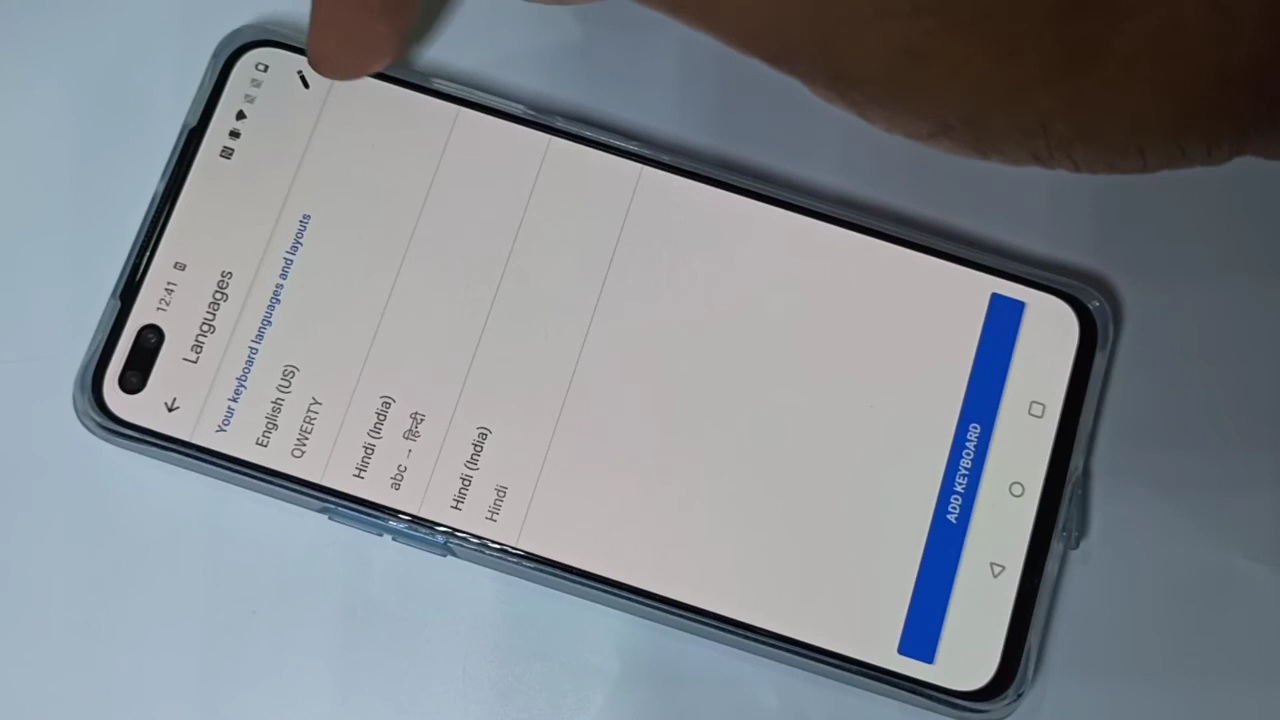 12:41
Languages
Your keyboard languages and layouts
English (US)
QWERTY
Hindi (India)
abc → हिन्दी
Hindi (India)
Hindi
ADD KEYBOARD